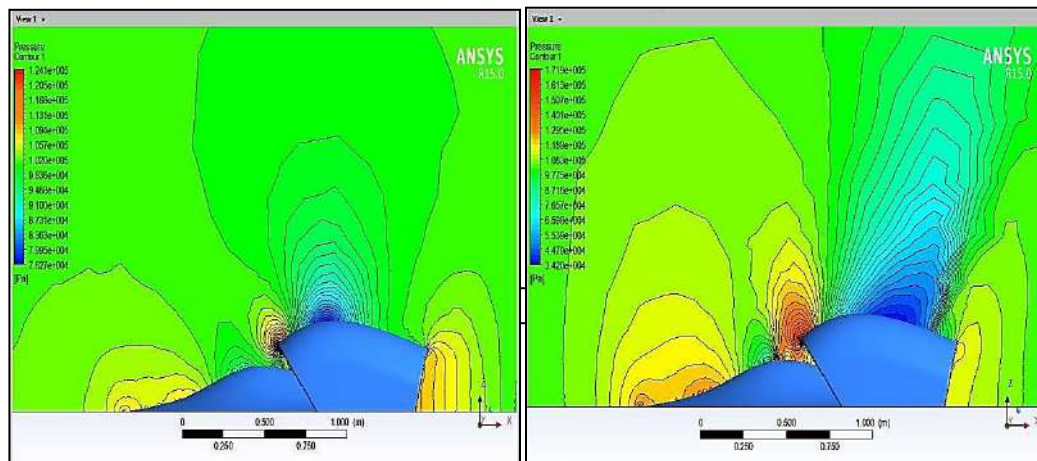 View 1
Pressure
Contour 1
1.241e+005
1.205e+005
1.168e+005
1.131e+005
1.094e+005
1.057e+005
1.020e+005
9.836e+004
9.468e+004
9.100e+004
8.731e+004
8.363e+004
7.995e+004
7.627e+004
[Pa]
ANSYS
R15.0
0
0.500
1.000 (m)
0.250
0.750
Z
Y
X
View 2
Pressure
Contour 1
1.719e+005
1.613e+005
1.507e+005
1.401e+005
1.295e+005
1.189e+005
1.083e+005
9.775e+004
8.716e+004
7.657e+004
6.598e+004
5.539e+004
4.479e+004
3.420e+004
[Pa]
ANSYS
R15.0
0
0.500
1.000 (m)
0.250
0.750
Z
Y
X